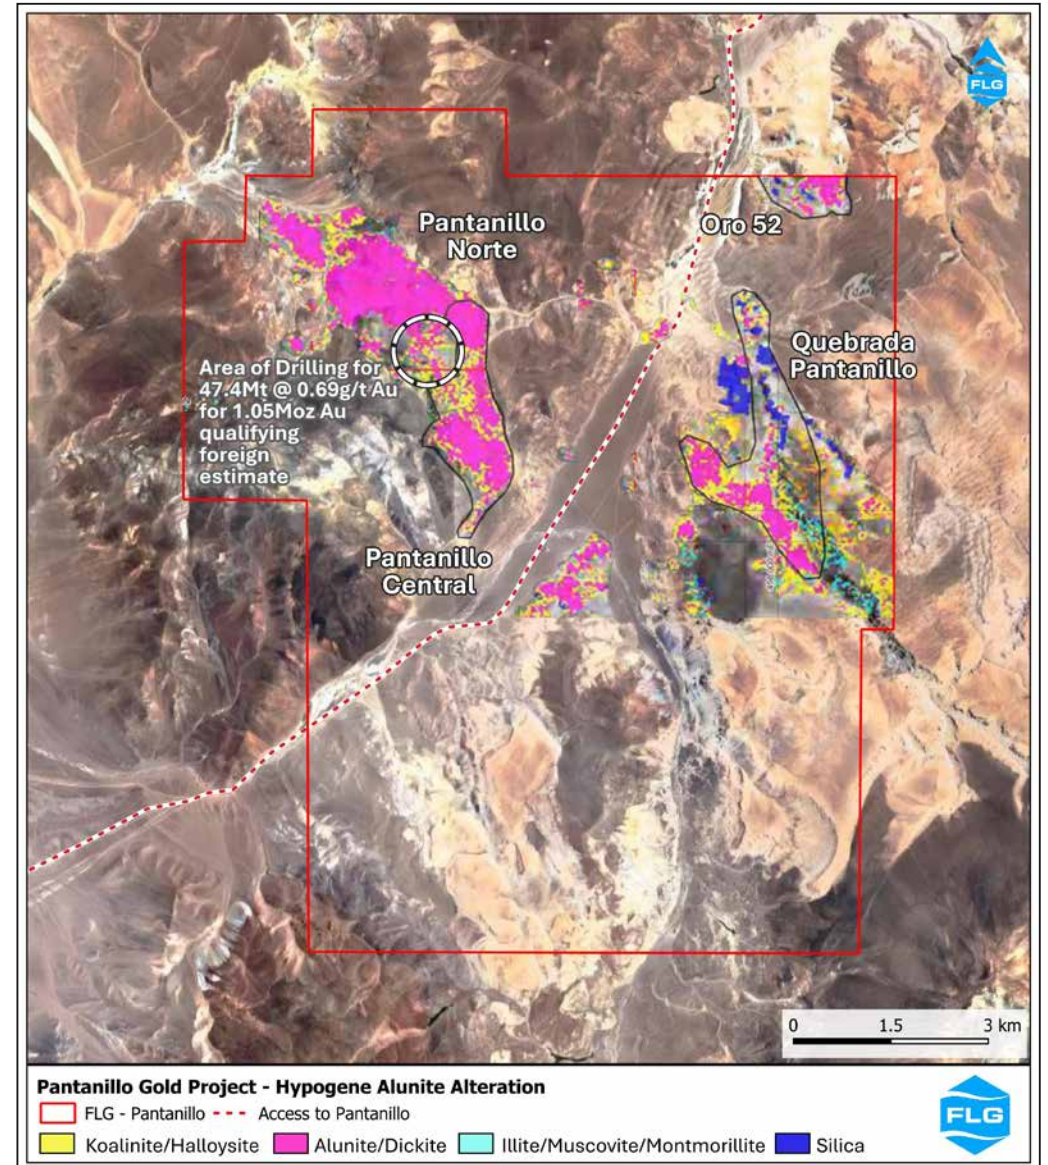 FLG
Pantanillo
Norte
Oro 52
Quebrada
Pantanillo
Area of Drilling for
47.4Mt @ 0.69g/t Au
for 1.05Moz Au
qualifying
foreign
estimate
Pantanillo
Central
0 1.5 3 km
Pantanillo Gold Project - Hypogene Alunite Alteration
FLG - Pantanillo Access to Pantanillo
Koalinite/Halloysite Alunite/Dickite Illite/Muscovite/Montmorillite Silica
FLG